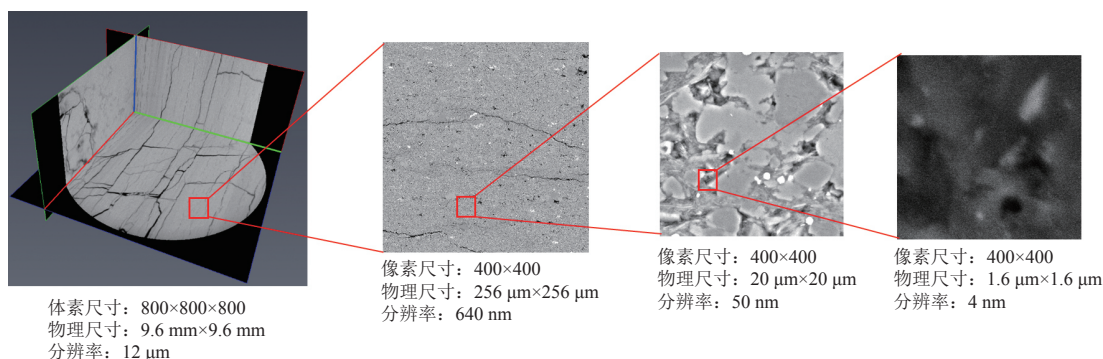 体素尺寸：800×800×800
物理尺寸：9.6 mm×9.6 mm
分辨率：12 μm
像素尺寸：400×400
物理尺寸：256 μm×256 μm
分辨率：640 nm
像素尺寸：400×400
物理尺寸：20 μm×20 μm
分辨率：50 nm
像素尺寸：400×400
物理尺寸：1.6 μm×1.6 μm
分辨率：4 nm